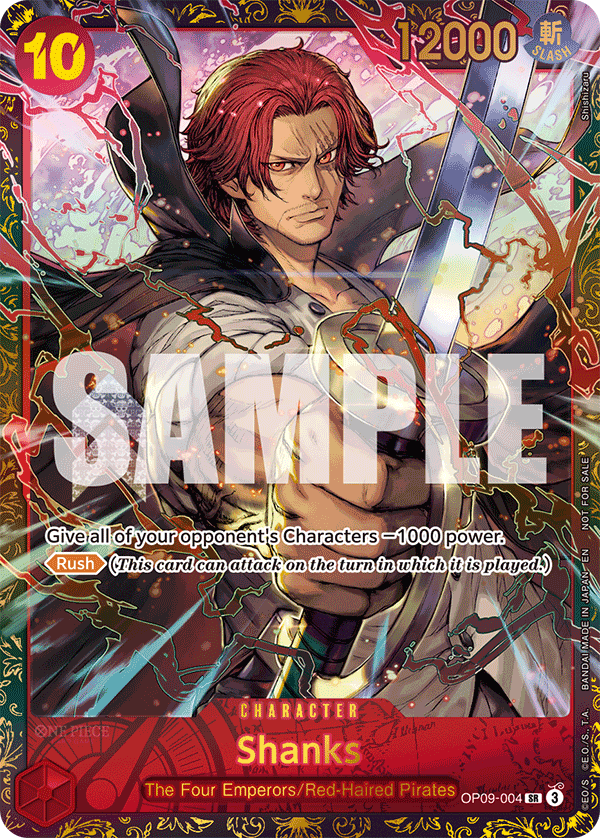 10
12000
斬
SLASH
Shishizaru
SAMPLE
Give all of your opponent's Characters −1000 power.
Rush (This card can attack on the turn in which it is played.)
©E.O/S. ©E.O./S., T.A. BANDAI MADE IN JAPAN EN NOT FOR SALE
CHARACTER
ONE PIECE
Shanks
The Four Emperors/Red-Haired Pirates
OP09-004 SR 3